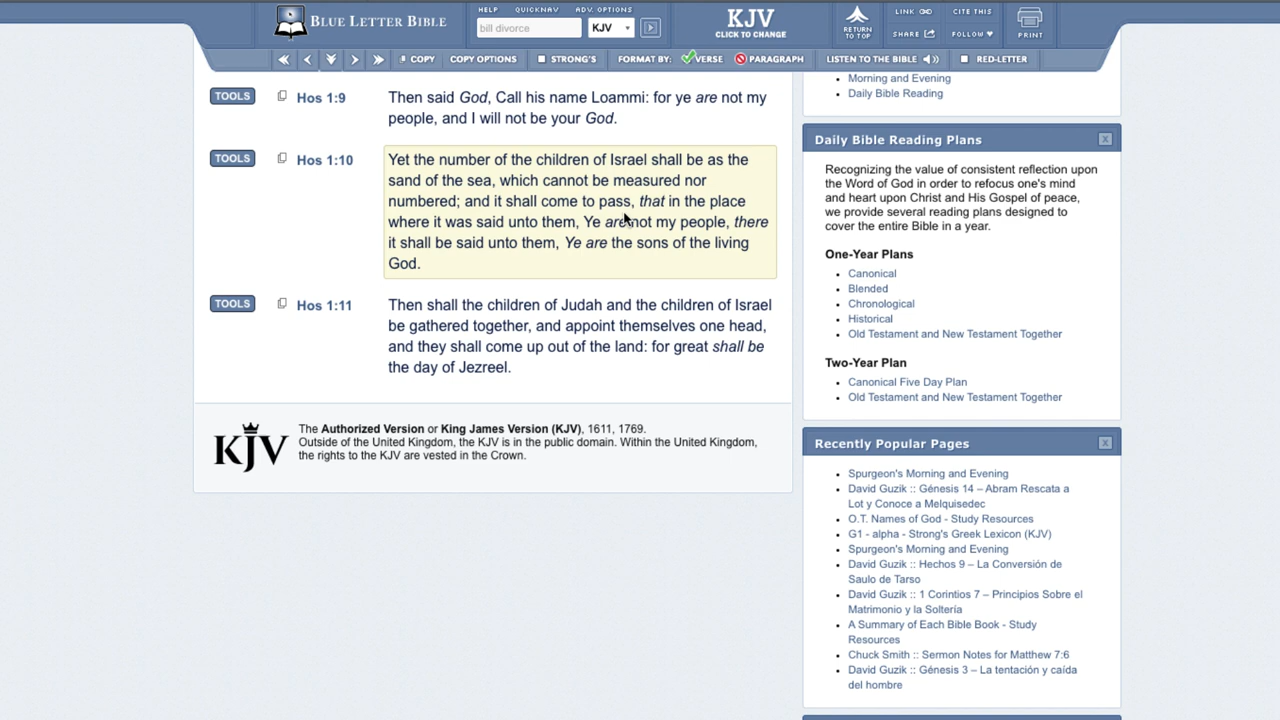 BLUE LETTER BIBLE
HELP QUICKNAV ADV. OPTIONS
bill divorce
KJV
KJV
CLICK TO CHANGE
RETURN
TO TOP
LINK
CITE THIS
SHARE
FOLLOW
PRINT
COPY
COPY OPTIONS
STRONG'S
FORMAT BY:
VERSE
PARAGRAPH
LISTEN TO THE BIBLE
RED-LETTER
TOOLS
Hos 1:9
Then said God, Call his name Loammi: for ye are not my
people, and I will not be your God.
TOOLS
Hos 1:10
Yet the number of the children of Israel shall be as the
sand of the sea, which cannot be measured nor
numbered; and it shall come to pass, that in the place
where it was said unto them, Ye are not my people, there
it shall be said unto them, Ye are the sons of the living
God.
TOOLS
Hos 1:11
Then shall the children of Judah and the children of Israel
be gathered together, and appoint themselves one head,
and they shall come up out of the land: for great shall be
the day of Jezreel.
KJV
The Authorized Version or King James Version (KJV), 1611, 1769.
Outside of the United Kingdom, the KJV is in the public domain. Within the United Kingdom,
the rights to the KJV are vested in the Crown.
Morning and Evening
Daily Bible Reading
Daily Bible Reading Plans
X
Recognizing the value of consistent reflection upon
the Word of God in order to refocus one's mind
and heart upon Christ and His Gospel of peace,
we provide several reading plans designed to
cover the entire Bible in a year.
One-Year Plans
Canonical
Blended
Chronological
Historical
Old Testament and New Testament Together
Two-Year Plan
Canonical Five Day Plan
Old Testament and New Testament Together
Recently Popular Pages
X
Spurgeon's Morning and Evening
David Guzik :: Génesis 14 – Abram Rescata a
Lot y Conoce a Melquisedec
O.T. Names of God - Study Resources
G1 - alpha - Strong's Greek Lexicon (KJV)
Spurgeon's Morning and Evening
David Guzik :: Hechos 9 – La Conversión de
Saulo de Tarso
David Guzik :: 1 Corintios 7 – Principios Sobre el
Matrimonio y la Soltería
A Summary of Each Bible Book - Study
Resources
Chuck Smith :: Sermon Notes for Matthew 7:6
David Guzik :: Génesis 3 – La tentación y caída
del hombre